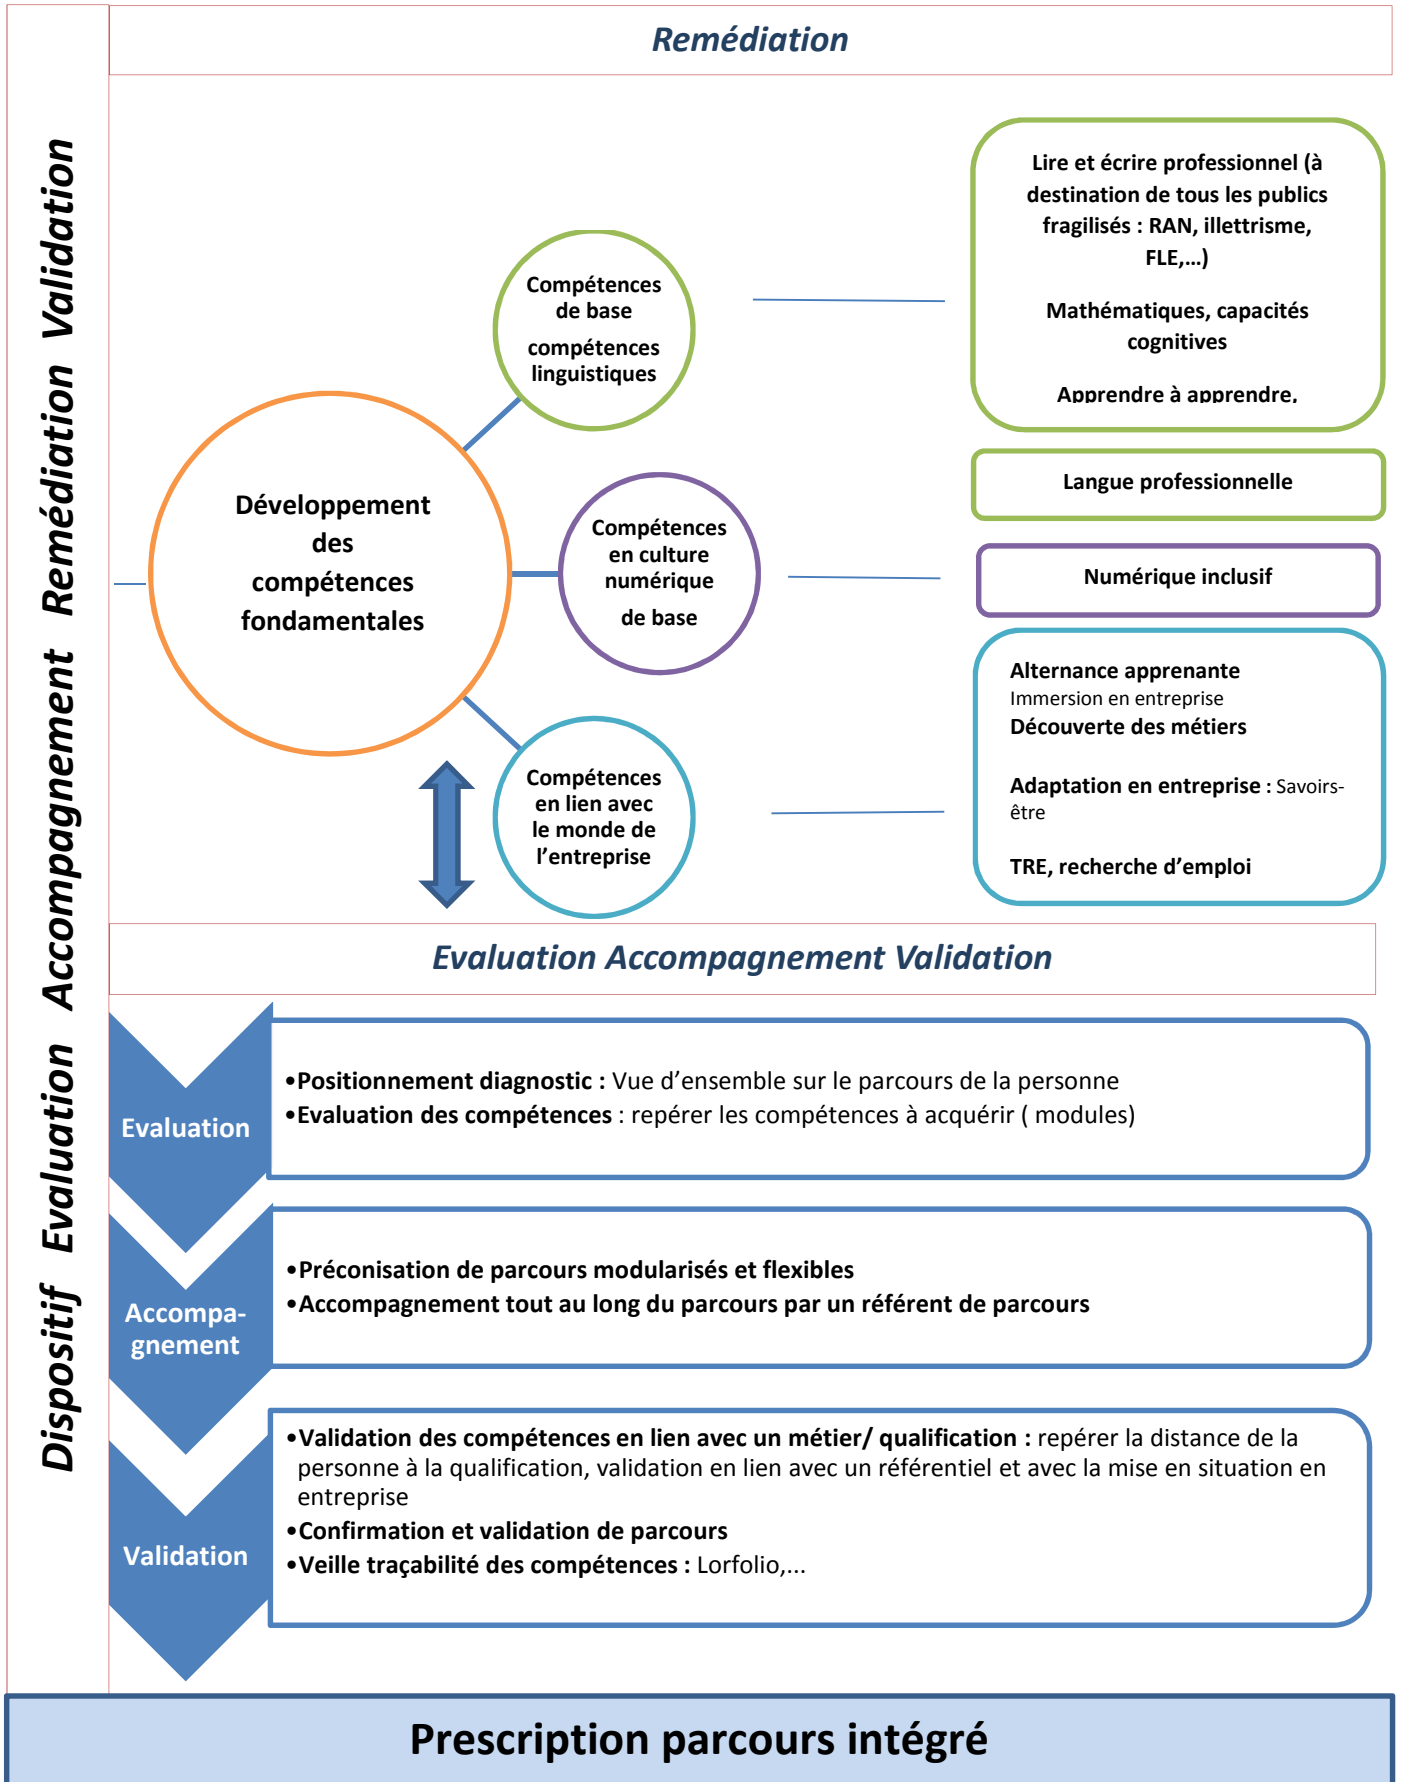 Remédiation
Dispositif Evaluation Accompagnement Remédiation Validation
Développement
des
compétences
fondamentales
Compétences
de base
compétences
linguistiques
Lire et écrire professionnel (à
destination de tous les publics
fragilisés : RAN, illettrisme,
FLE,...)
Mathématiques, capacités
cognitives
Apprendre à apprendre,
Langue professionnelle
Compétences
en culture
numérique
de base
Numérique inclusif
Compétences
en lien avec
le monde de
l’entreprise
Alternance apprenante
Immersion en entreprise
Découverte des métiers
Adaptation en entreprise : Savoirs-
être
TRE, recherche d’emploi
Evaluation Accompagnement Validation
Evaluation
•Positionnement diagnostic : Vue d’ensemble sur le parcours de la personne
•Evaluation des compétences : repérer les compétences à acquérir ( modules)
Accompa-
gnement
•Préconisation de parcours modularisés et flexibles
•Accompagnement tout au long du parcours par un référent de parcours
Validation
•Validation des compétences en lien avec un métier/ qualification : repérer la distance de la
personne à la qualification, validation en lien avec un référentiel et avec la mise en situation en
entreprise
•Confirmation et validation de parcours
•Veille traçabilité des compétences : Lorfolio,...
Prescription parcours intégré